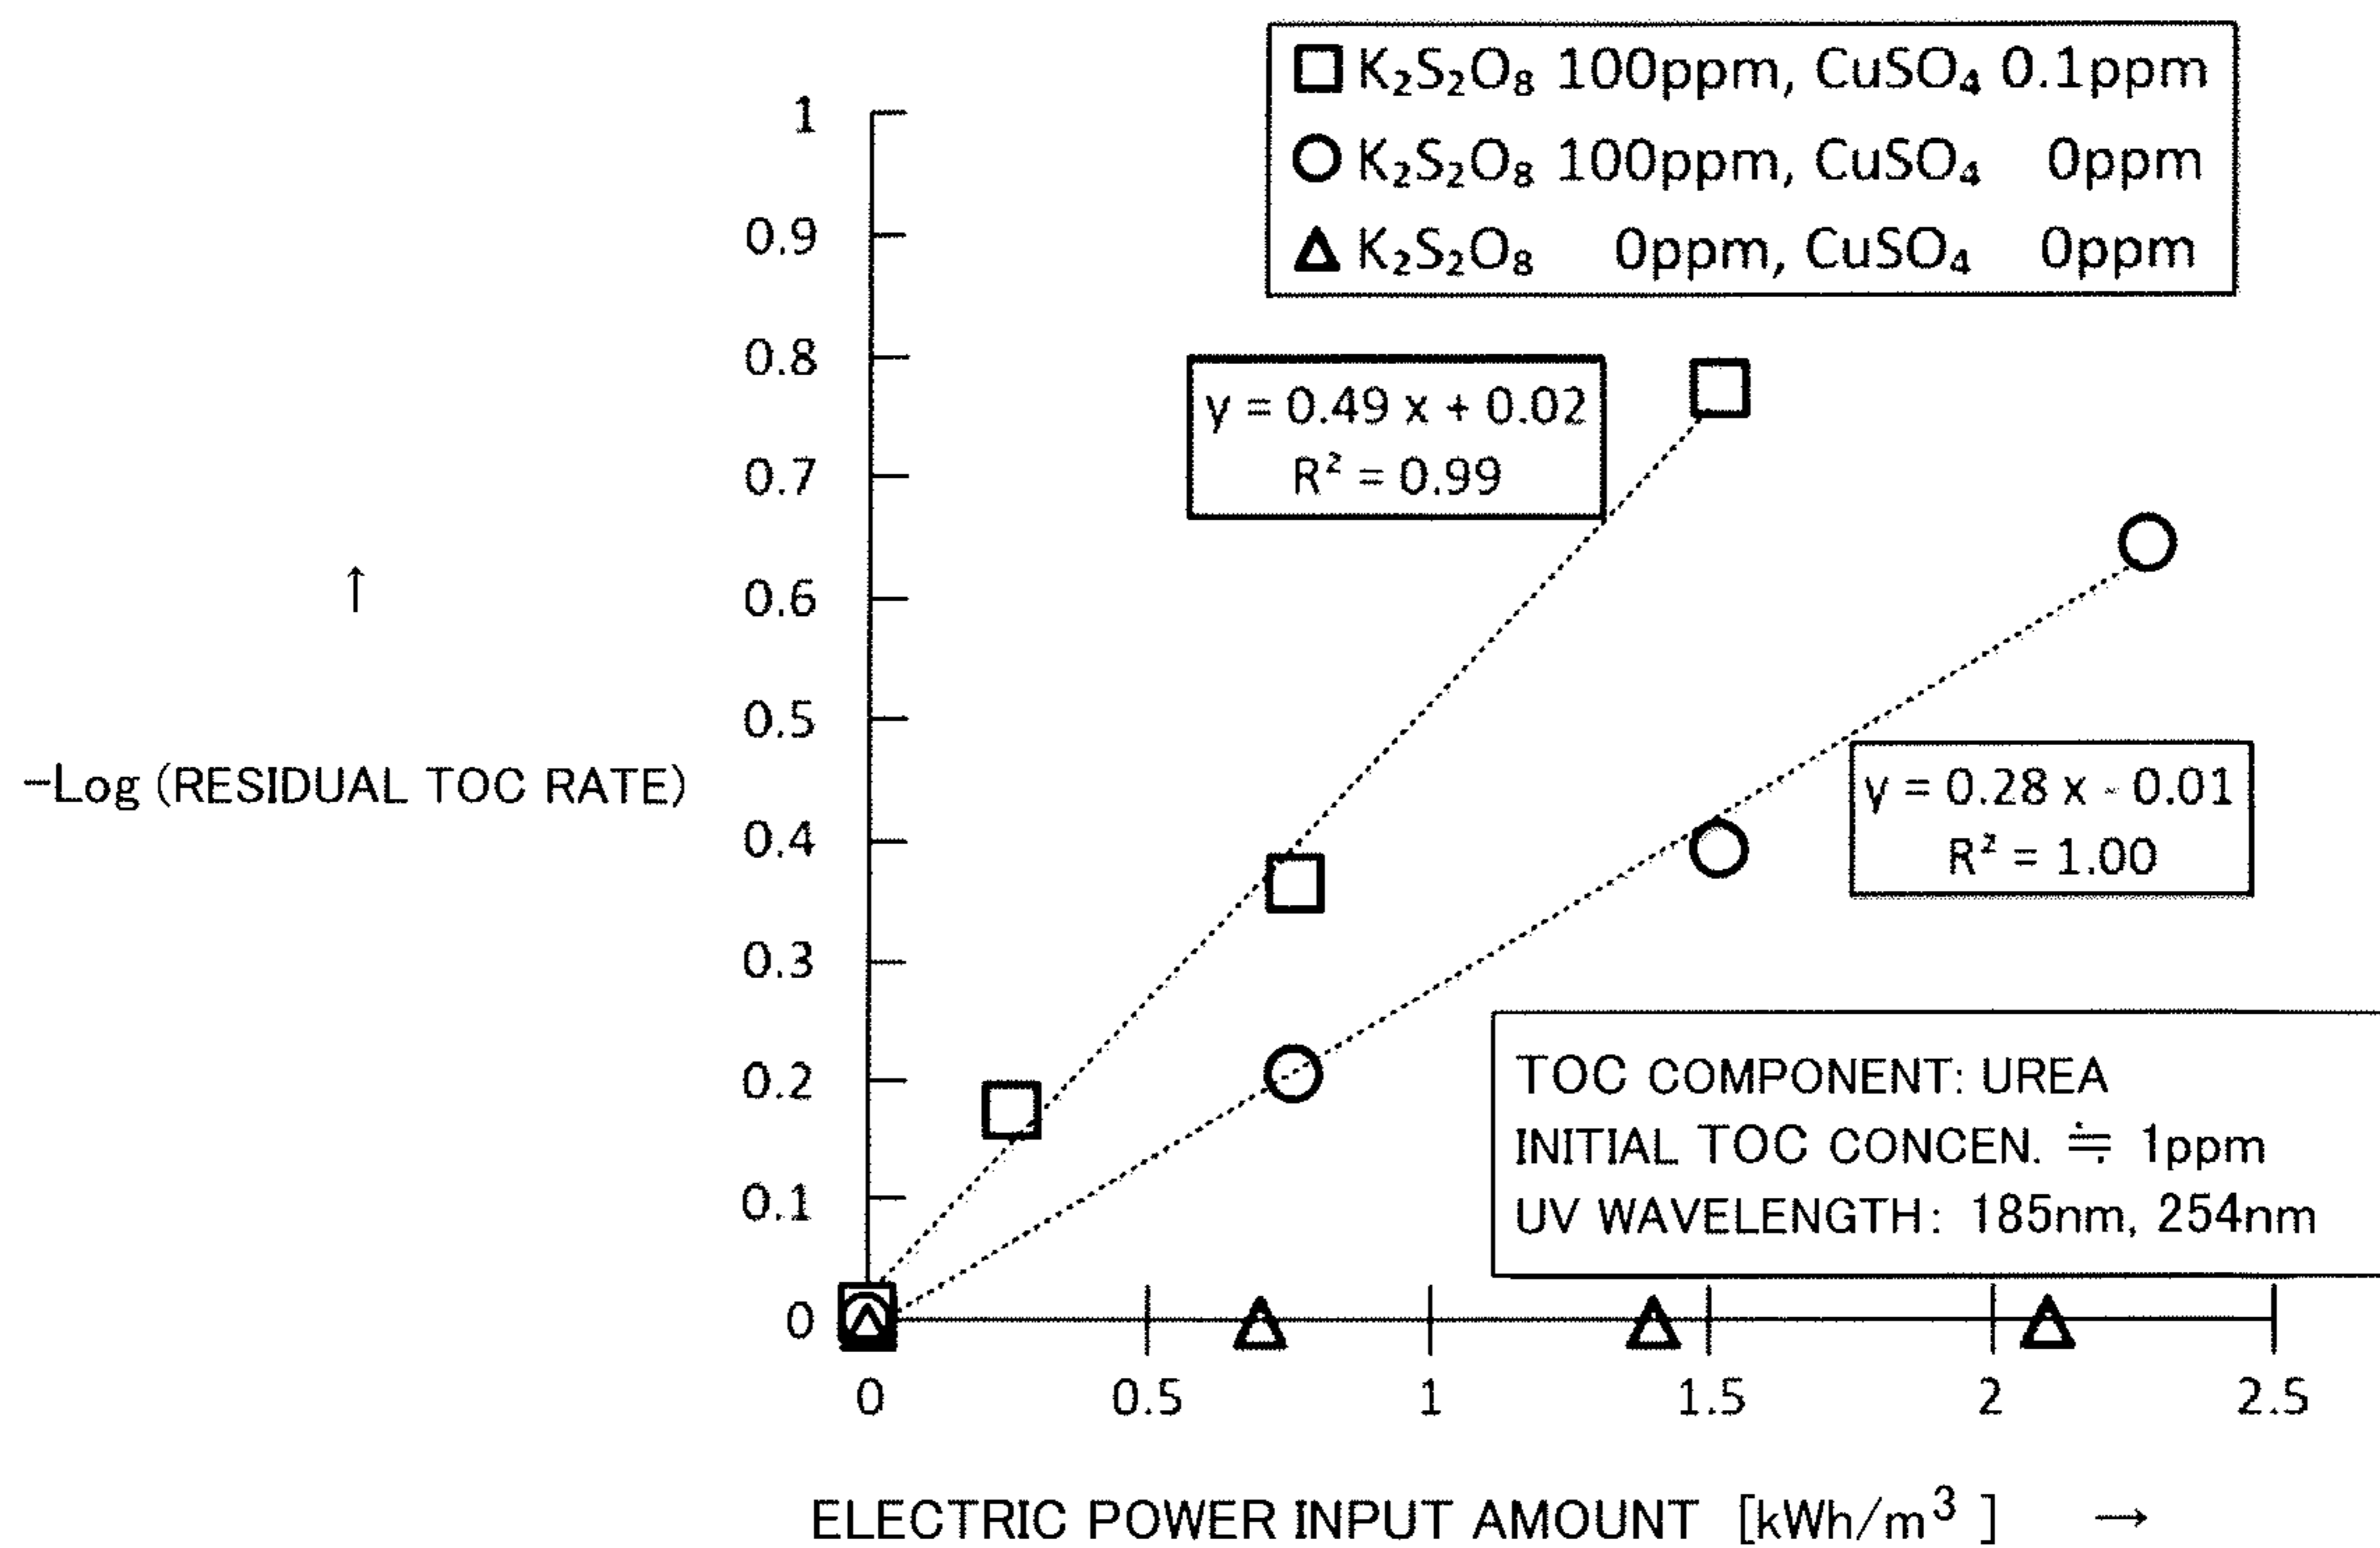 K₂S₂O₈ 100ppm, CuSO₄ 0.1ppm
K₂S₂O₈ 100ppm, CuSO₄ 0ppm
K₂S₂O₈ 0ppm, CuSO₄ 0ppm
1
0.9
0.8
0.7
0.6
0.5
0.4
0.3
0.2
0.1
0
y = 0.49 x + 0.02
R² = 0.99
↑
-Log (RESIDUAL TOC RATE)
y = 0.28 x - 0.01
R² = 1.00
TOC COMPONENT: UREA
INITIAL TOC CONCEN. ≒ 1ppm
UV WAVELENGTH: 185nm, 254nm
0 0.5 1 1.5 2 2.5
ELECTRIC POWER INPUT AMOUNT [kWh/m³ ] →